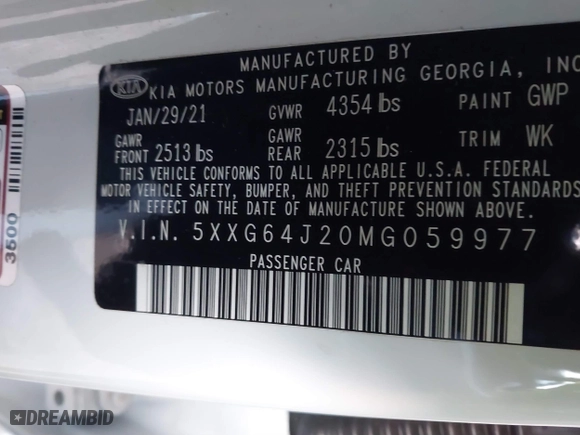 MANUFACTURED BY
KIA KIA MOTORS MANUFACTURING GEORGIA, INC
JAN/29/21 GVWR 4354 lbs PAINT GWP
GAWR FRONT 2513 lbs GAWR REAR 2315 lbs TRIM WK
THIS VEHICLE CONFORMS TO ALL APPLICABLE U.S.A. FEDERAL
MOTOR VEHICLE SAFETY, BUMPER, AND THEFT PREVENTION STANDARDS
IN EFFECT ON THE DATE OF MANUFACTURE SHOWN ABOVE.
V.I.N. 5XXG64J20MG059977
PASSENGER CAR
3500
DREAMBID